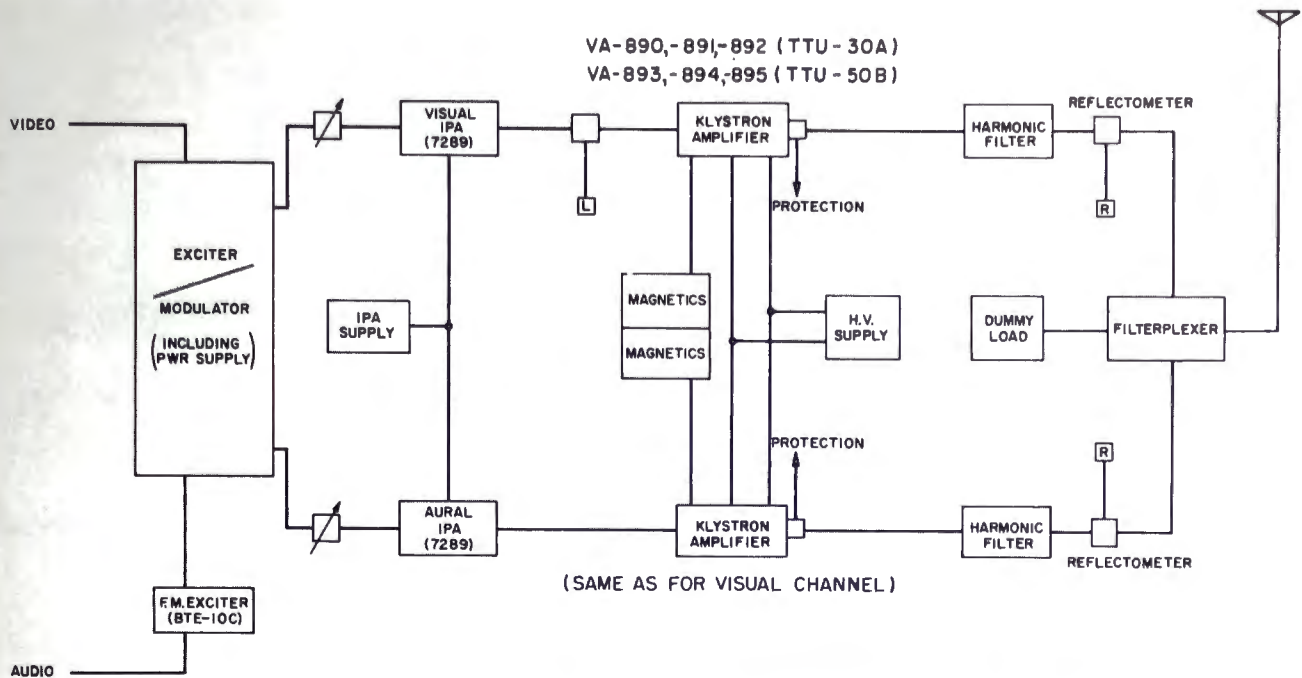 VA-890,-891,-892 (TTU-30A)
VA-893,-894,-895 (TTU-50B)
VIDEO
VISUAL
IPA
(7289)
L
KLYSTRON
AMPLIFIER
PROTECTION
HARMONIC
FILTER
REFLECTOMETER
R
EXCITER
MODULATOR
(INCLUDING
PWR SUPPLY)
IPA
SUPPLY
MAGNETICS
MAGNETICS
H.V.
SUPPLY
DUMMY
LOAD
FILTERPLEXER
AURAL
IPA
(7289)
PROTECTION
KLYSTRON
AMPLIFIER
(SAME AS FOR VISUAL CHANNEL)
HARMONIC
FILTER
R
REFLECTOMETER
F.M. EXCITER
(BTE-10C)
AUDIO